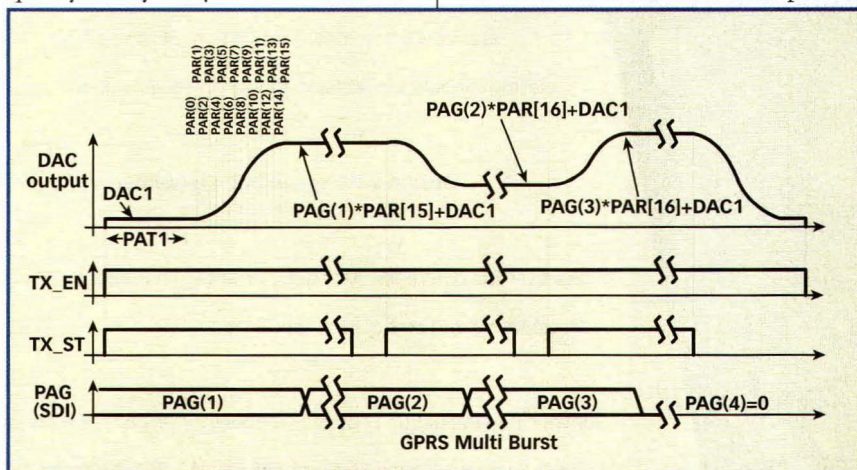 PAR(1)
PAR(3)
PAR(5)
PAR(7)
PAR(9)
PAR(11)
PAR(13)
PAR(15)
PAR(0)
PAR(2)
PAR(4)
PAR(6)
PAR(8)
PAR(10)
PAR(12)
PAR(14)
DAC
output
DAC1
PAT1
PAG(1)*PAR[15]+DAC1
PAG(2)*PAR[16]+DAC1
PAG(3)*PAR[16]+DAC1
TX_EN
TX_ST
PAG
(SDI)
PAG(1)
PAG(2)
PAG(3)
PAG(4)=0
GPRS Multi Burst